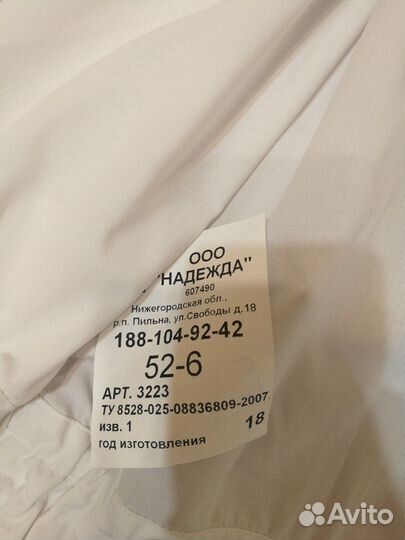 ООО
"НАДЕЖДА"
607490
Нижегородская обл.,
р.п. Пильна, ул.Свободы д.18
188-104-92-42
52-6
АРТ. 3223
ТУ 8528-025-08836809-2007
изв. 1
18
год изготовления
Avito